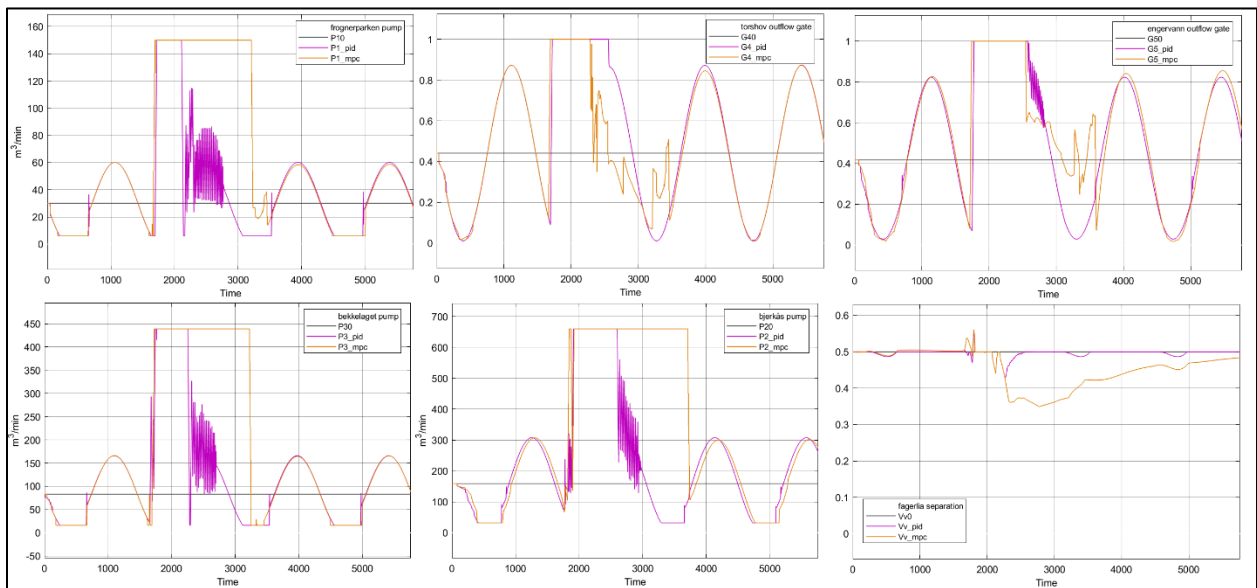 frognerparken pump
P10
P1_pid
P1_mpc
160
140
120
100
80
60
40
20
0
m³/min
0 1000 2000 3000 4000 5000
Time
torshov outflow gate
G40
G4_pid
G4_mpc
1
0.8
0.6
0.4
0.2
0
0 1000 2000 3000 4000 5000
Time
engervann outflow gate
G50
G5_pid
G5_mpc
1
0.8
0.6
0.4
0.2
0
0 1000 2000 3000 4000 5000
Time
bekkelaget pump
P30
P3_pid
P3_mpc
450
400
350
300
250
200
150
100
50
0
-50
m³/min
0 1000 2000 3000 4000 5000
Time
bjerkås pump
P20
P2_pid
P2_mpc
700
600
500
400
300
200
100
0
0 1000 2000 3000 4000 5000
Time
0.6
0.5
0.4
0.3
0.2
0.1
0
fagerlia separation
Vv0
Vv_pid
Vv_mpc
0 1000 2000 3000 4000 5000
Time